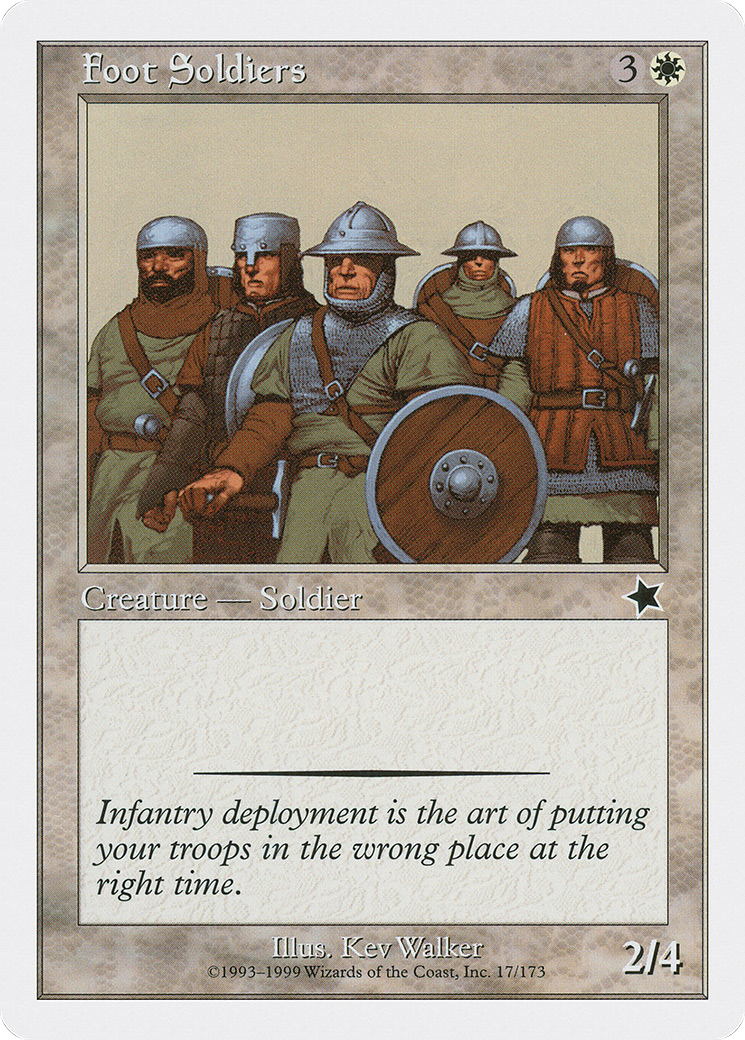 Foot Soldiers 3
Creature — Soldier
Infantry deployment is the art of putting
your troops in the wrong place at the
right time.
Illus. Kev Walker
©1993–1999 Wizards of the Coast, Inc. 17/173
2/4